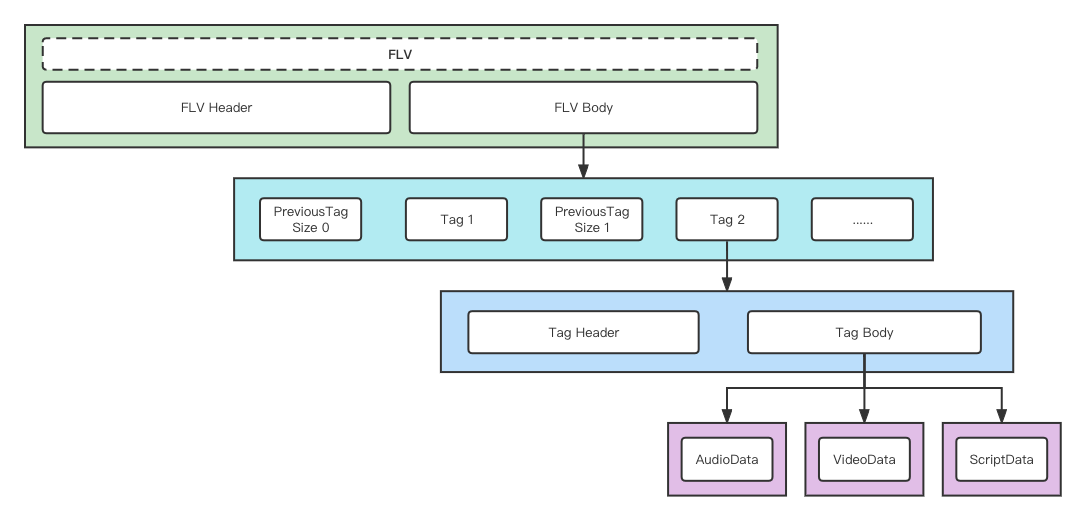 FLV
FLV Header
FLV Body
PreviousTag
Size 0
Tag 1
PreviousTag
Size 1
Tag 2
......
Tag Header
Tag Body
AudioData
VideoData
ScriptData